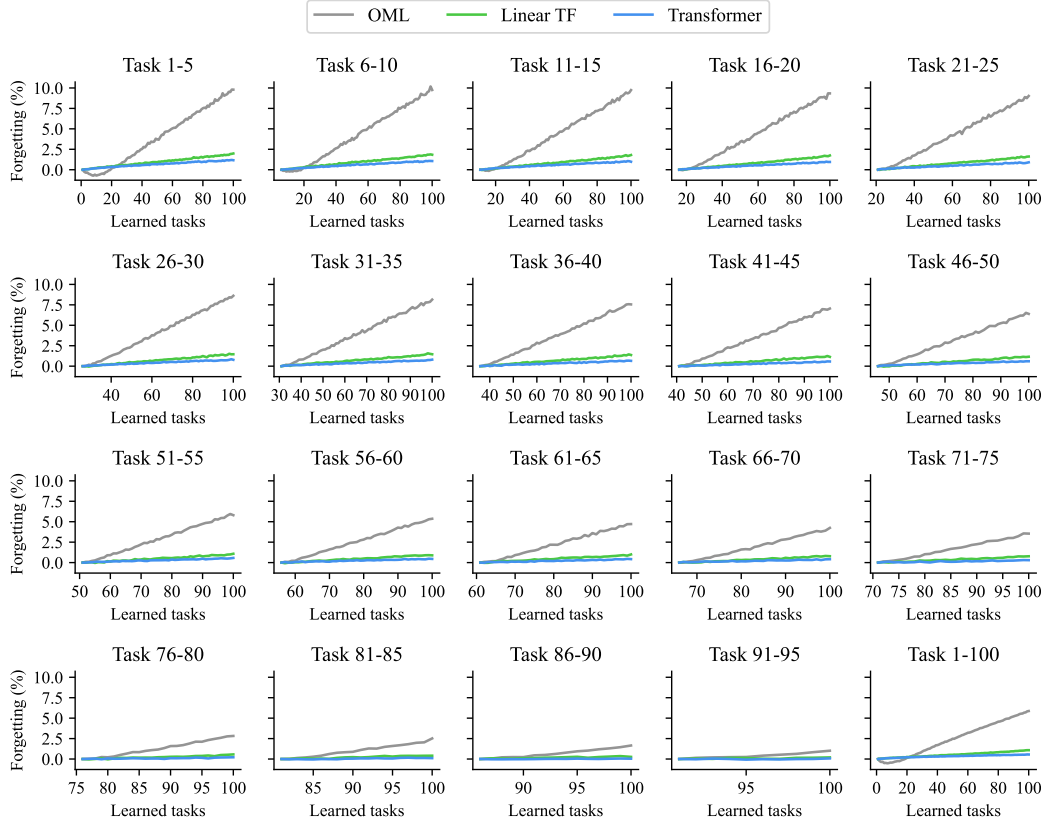 OML Linear TF Transformer
Task 1-5 Task 6-10 Task 11-15 Task 16-20 Task 21-25
Forgetting (%)
10.0
7.5
5.0
2.5
0.0
0 20 40 60 80 100 20 40 60 80 100 20 40 60 80 100 20 40 60 80 100 20 40 60 80 100
Learned tasks Learned tasks Learned tasks Learned tasks Learned tasks
Task 26-30 Task 31-35 Task 36-40 Task 41-45 Task 46-50
Forgetting (%)
10.0
7.5
5.0
2.5
0.0
40 60 80 100 30 40 50 60 70 80 90 100 40 50 60 70 80 90 100 40 50 60 70 80 90 100 50 60 70 80 90 100
Learned tasks Learned tasks Learned tasks Learned tasks Learned tasks
Task 51-55 Task 56-60 Task 61-65 Task 66-70 Task 71-75
Forgetting (%)
10.0
7.5
5.0
2.5
0.0
50 60 70 80 90 100 60 70 80 90 100 60 70 80 90 100 70 80 90 100 70 75 80 85 90 95 100
Learned tasks Learned tasks Learned tasks Learned tasks Learned tasks
Task 76-80 Task 81-85 Task 86-90 Task 91-95 Task 1-100
Forgetting (%)
10.0
7.5
5.0
2.5
0.0
75 80 85 90 95 100 85 90 95 100 90 95 100 95 100 0 20 40 60 80 100
Learned tasks Learned tasks Learned tasks Learned tasks Learned tasks